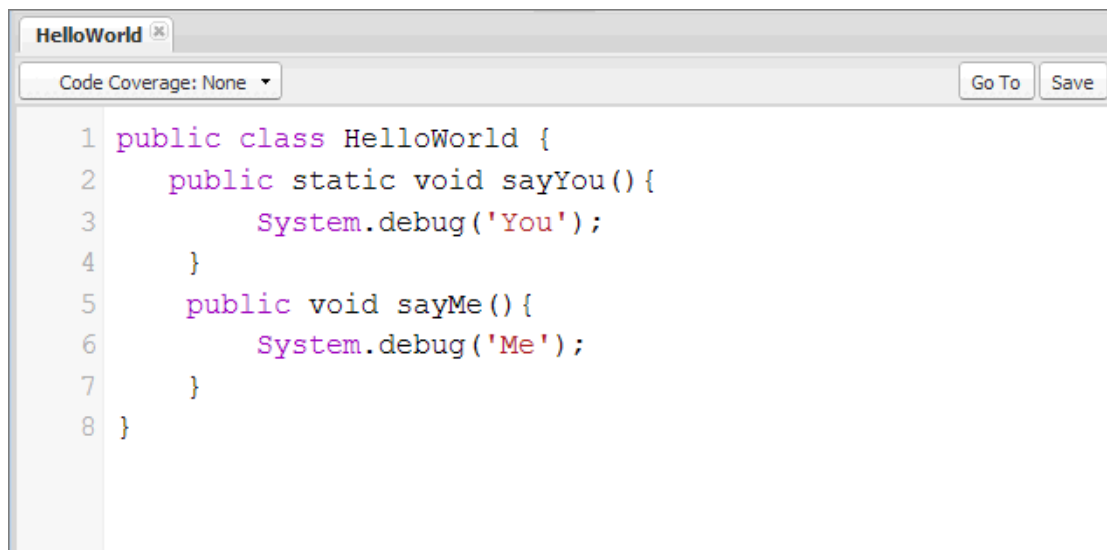 HelloWorld
Code Coverage: None Go To Save
1 public class HelloWorld {
2 public static void sayYou(){
3 System.debug('You');
4 }
5 public void sayMe(){
6 System.debug('Me');
7 }
8 }